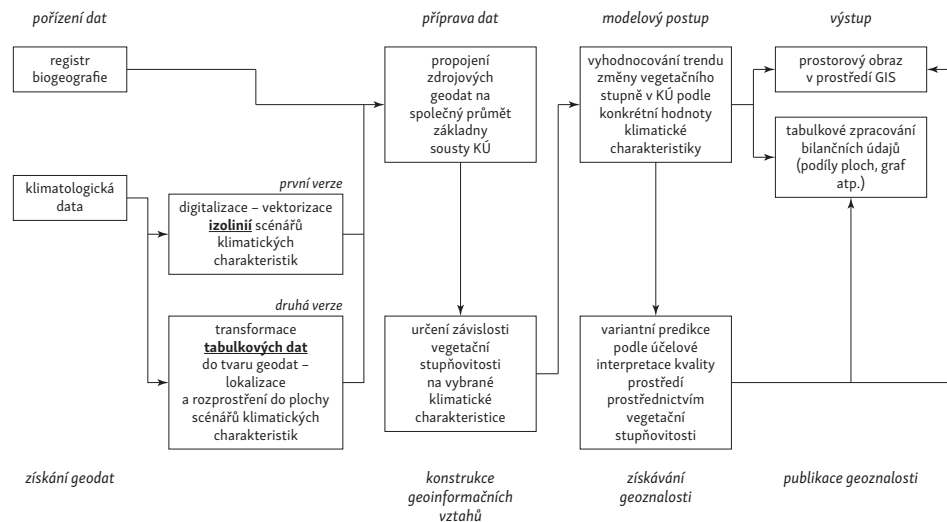 pořízení dat
příprava dat
modelový postup
výstup
registr
biogeografie
propojení
zdrojových
geodat na
společný průmět
základny
sousty KÚ
vyhodnocování trendu
změny vegetačního
stupně v KÚ podle
konkrétní hodnoty
klimatické
charakteristiky
prostorový obraz
v prostředí GIS
tabulkové zpracování
bilančních údajů
(podíly ploch, graf
atp.)
klimatologická
data
první verze
digitalizace – vektorizace
izolinií scénářů
klimatických
charakteristik
druhá verze
transformace
tabulkových dat
do tvaru geodat –
lokalizace
a rozprostření do plochy
scénářů klimatických
charakteristik
určení závislosti
vegetační
stupňovitosti
na vybrané
klimatické
charakteristice
variantní predikce
podle účelové
interpretace kvality
prostředí
prostřednictvím
vegetační
stupňovitosti
získání geodat
konstrukce
geoinformačních
vztahů
získávání
geoznalosti
publikace geoznalosti